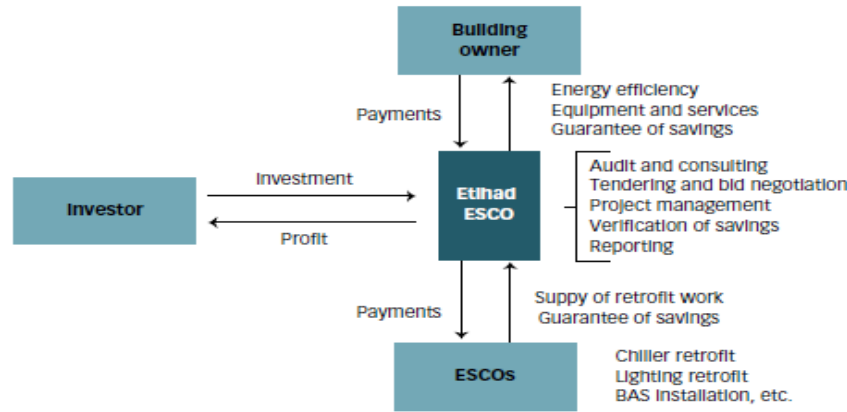 Building
owner
Payments
Energy efficiency
Equipment and services
Guarantee of savings
Investor
Investment
Profit
Etihad
ESCO
Audit and consulting
Tendering and bid negotiation
Project management
Verification of savings
Reporting
Payments
Suppy of retrofit work
Guarantee of savings
ESCOs
Chiller retrofit
Lighting retrofit
BAS installation, etc.